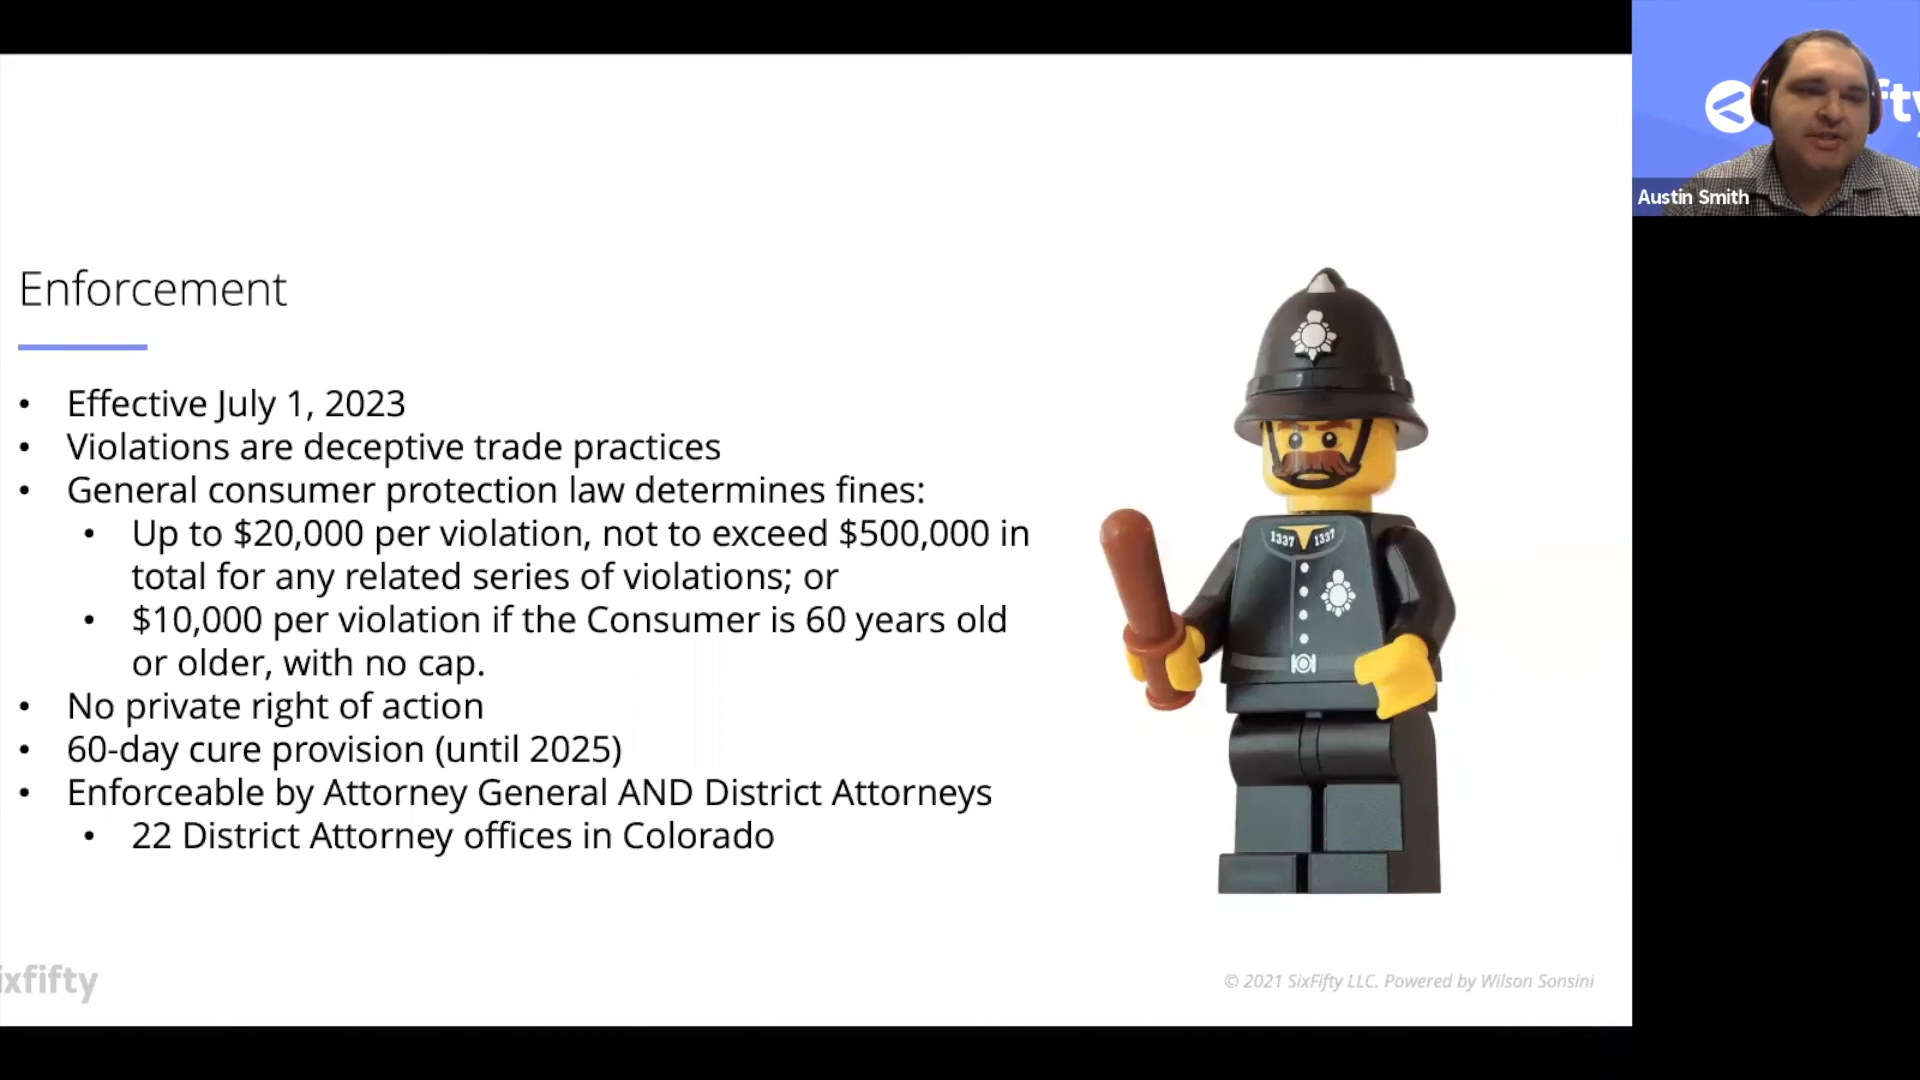 Enforcement
• Effective July 1, 2023
• Violations are deceptive trade practices
• General consumer protection law determines fines:
• Up to $20,000 per violation, not to exceed $500,000 in
total for any related series of violations; or
• $10,000 per violation if the Consumer is 60 years old
or older, with no cap.
• No private right of action
• 60-day cure provision (until 2025)
• Enforceable by Attorney General AND District Attorneys
• 22 District Attorney offices in Colorado
1337 1337
ixfifty
© 2021 SixFifty LLC. Powered by Wilson Sonsini
fty
Austin Smith